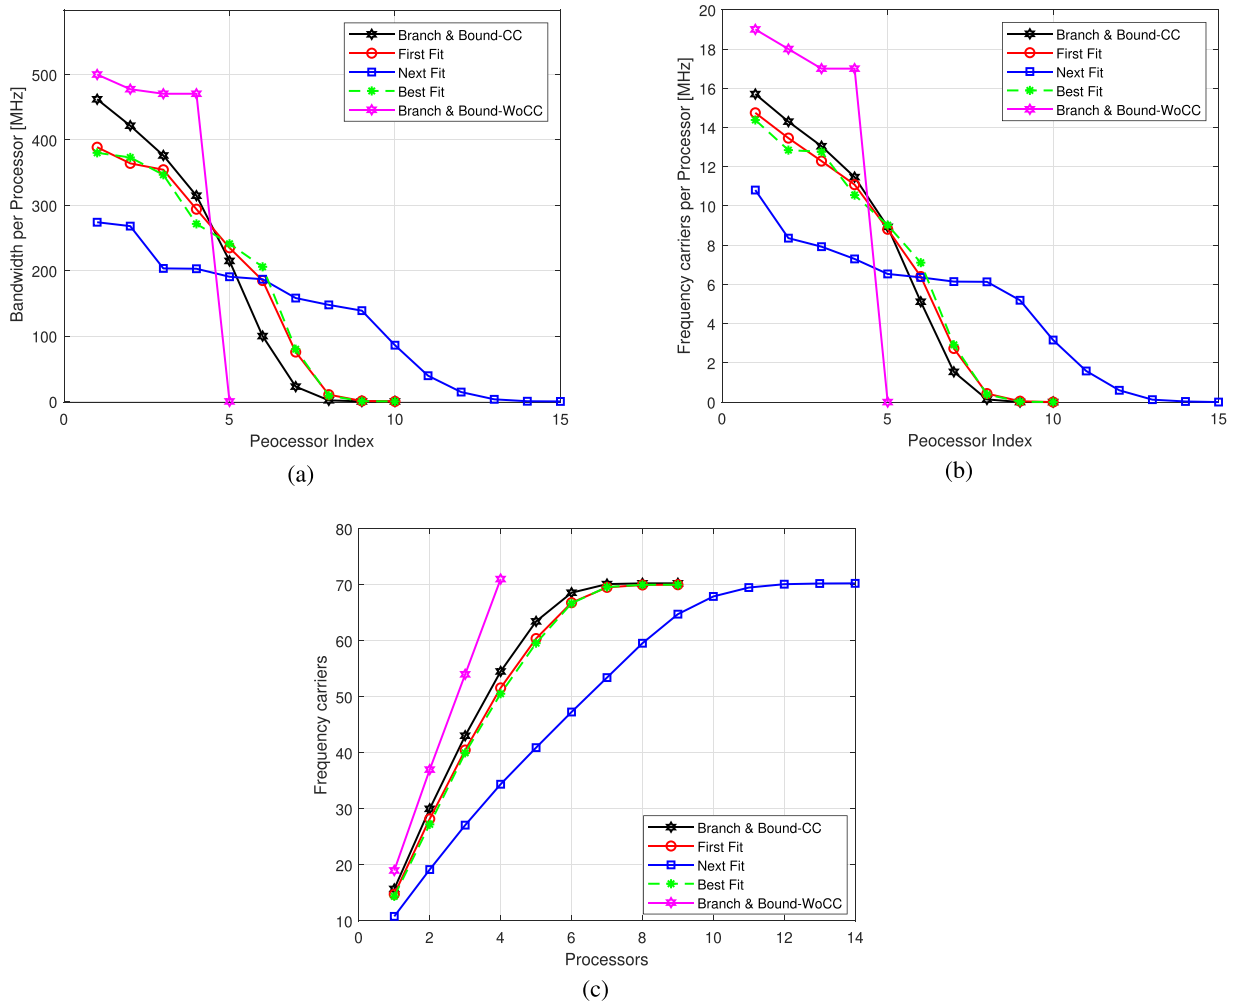 Bandwidth per Processor [MHz]
500
400
300
200
100
0
0
5
10
15
Peocessor Index
Branch & Bound-CC
First Fit
Next Fit
Best Fit
Branch & Bound-WoCC
(a)
Frequency carriers per Processor [MHz]
20
18
16
14
12
10
8
6
4
2
0
0
5
10
15
Peocessor Index
Branch & Bound-CC
First Fit
Next Fit
Best Fit
Branch & Bound-WoCC
(b)
Frequency carriers
80
70
60
50
40
30
20
10
0
2
4
6
8
10
12
14
Processors
Branch & Bound-CC
First Fit
Next Fit
Best Fit
Branch & Bound-WoCC
(c)